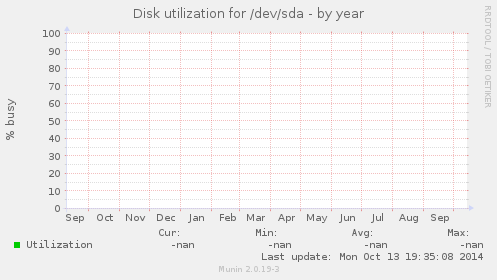 Disk utilization for /dev/sda - by year
RRDTOOL / TOBI OETIKER
% busy
100
90
80
70
60
50
40
30
20
10
0
Sep Oct Nov Dec Jan Feb Mar Apr May Jun Jul Aug Sep
Cur: Min: Avg: Max:
Utilization -nan -nan -nan -nan
Last update: Mon Oct 13 19:35:08 2014
Munin 2.0.19-3